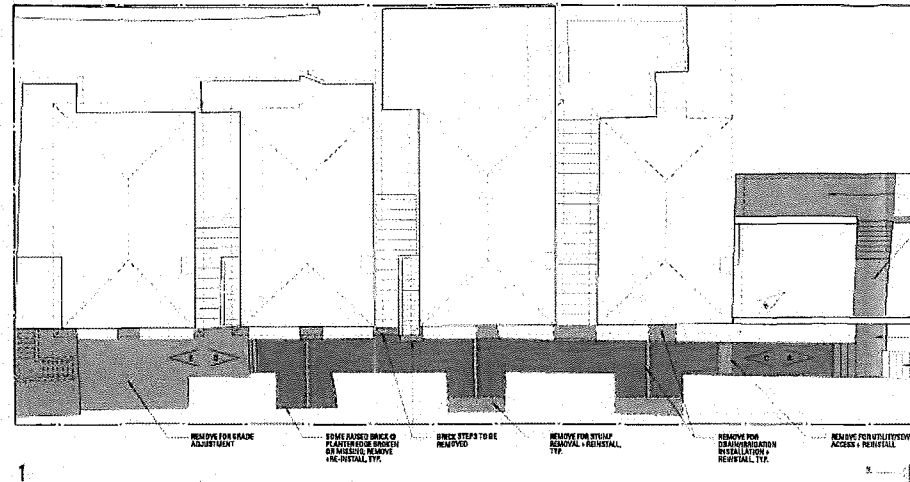 REMOVE FOR GRADE
ADJUSTMENT
SOME RAISED BRICK @
PLANTER EDGE BROKEN
OR MISSING; REMOVE
+ RE-INSTALL, TYP.
BRICK STEPS TO BE
REMOVED
REMOVE FOR STUMP
REMOVAL + REINSTALL,
TYP.
REMOVE FOR
DRAIN/IRRIGATION
INSTALLATION +
REINSTALL, TYP.
REMOVE FOR
ACCESS + REINSTALL
1